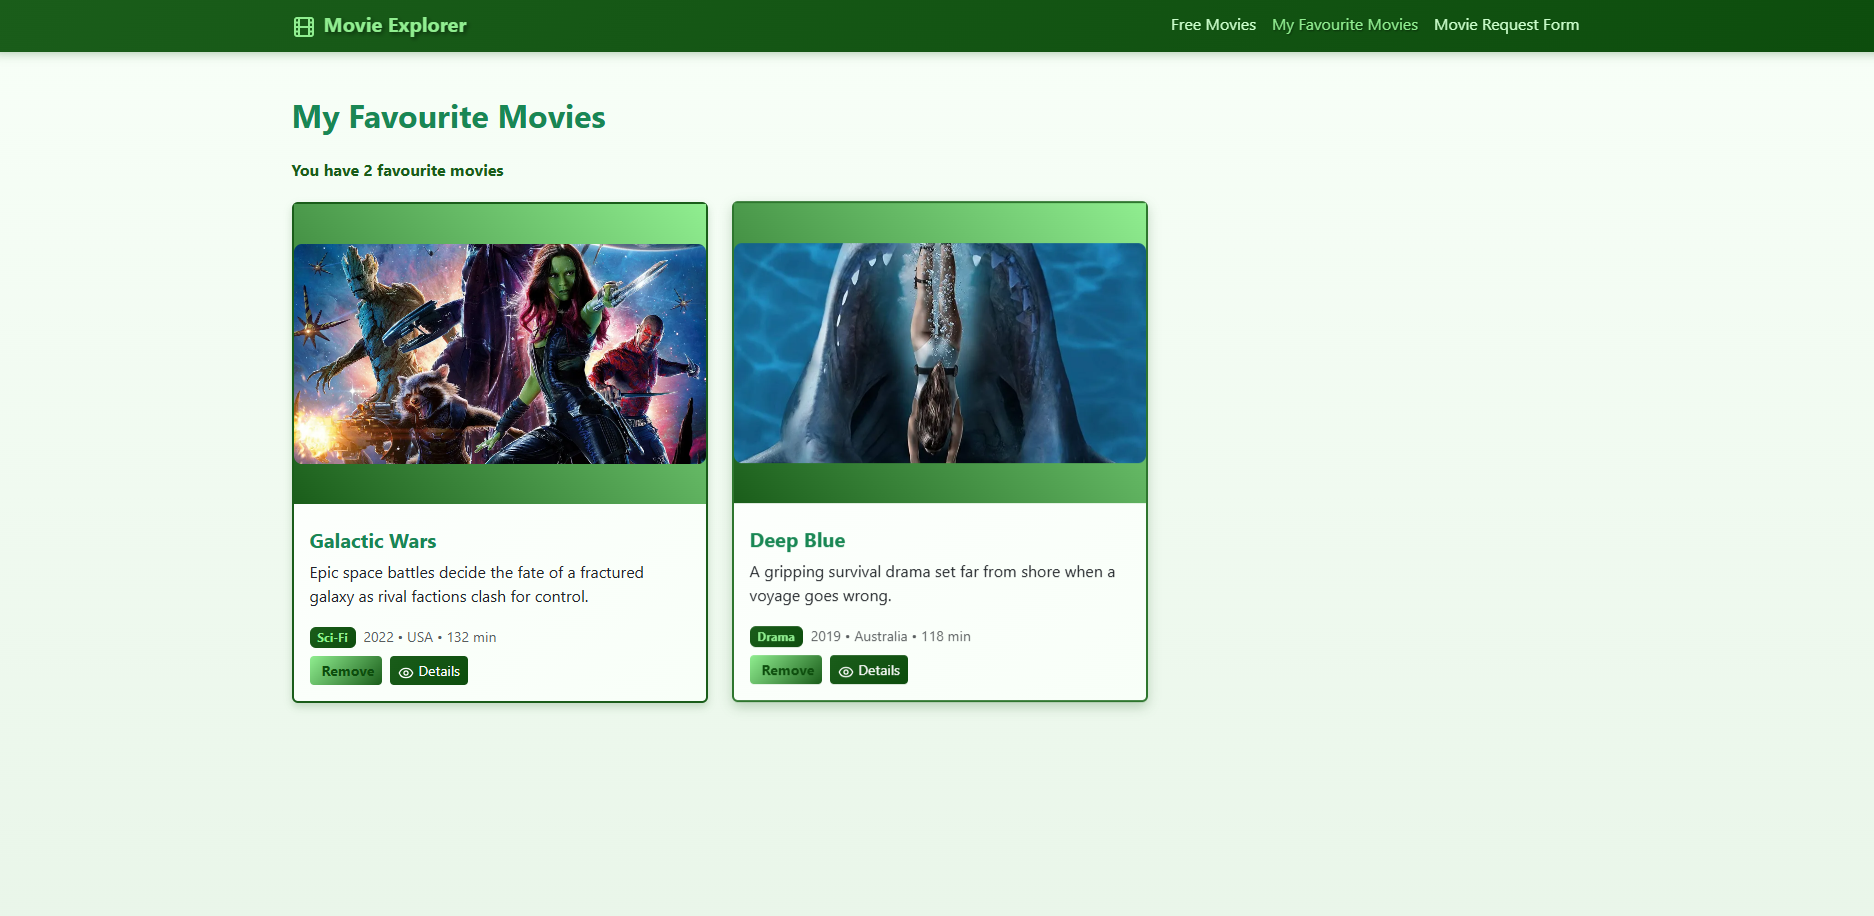 Movie Explorer
Free Movies
My Favourite Movies
Movie Request Form
My Favourite Movies
You have 2 favourite movies
Galactic Wars
Epic space battles decide the fate of a fractured
galaxy as rival factions clash for control.
Sci-Fi 2022 • USA • 132 min
Remove Details
Deep Blue
A gripping survival drama set far from shore when a
voyage goes wrong.
Drama 2019 • Australia • 118 min
Remove Details